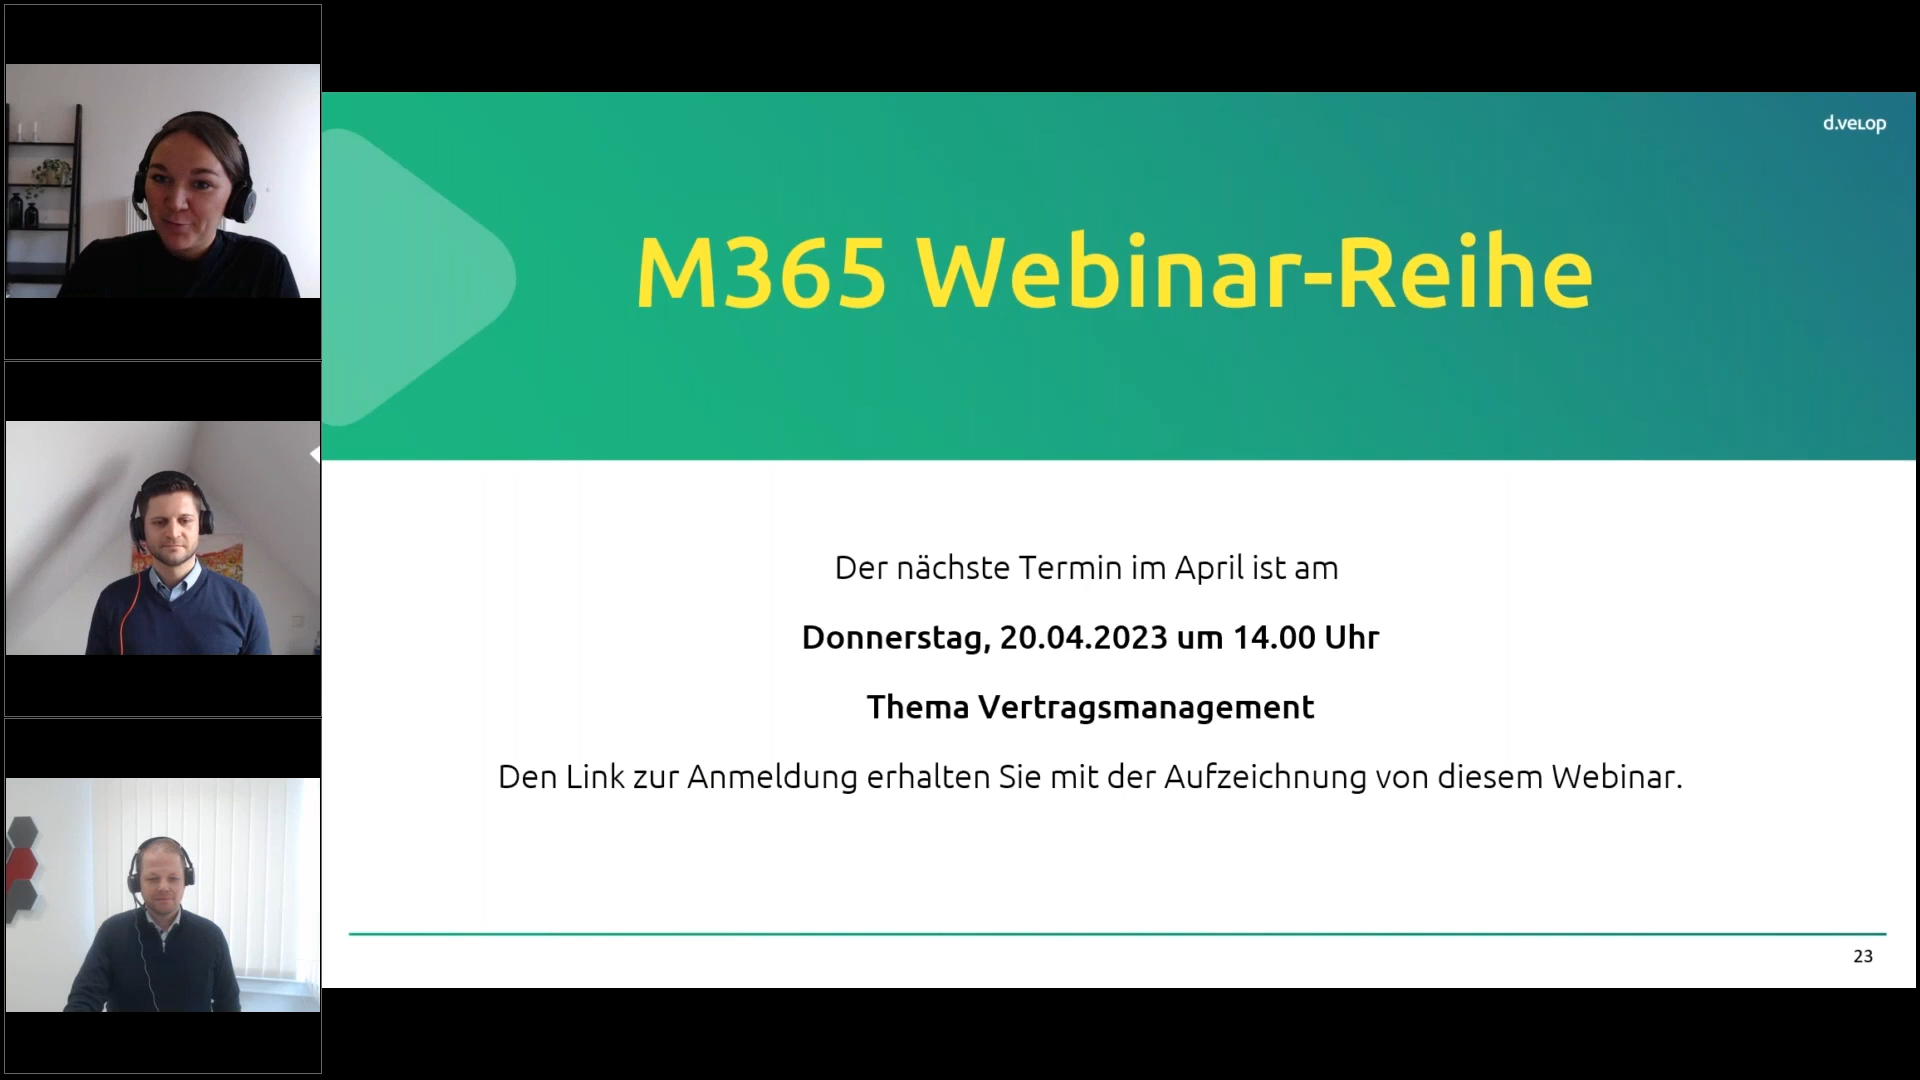 d.velop
M365 Webinar-Reihe
Der nächste Termin im April ist am
Donnerstag, 20.04.2023 um 14.00 Uhr
Thema Vertragsmanagement
Den Link zur Anmeldung erhalten Sie mit der Aufzeichnung von diesem Webinar.
23